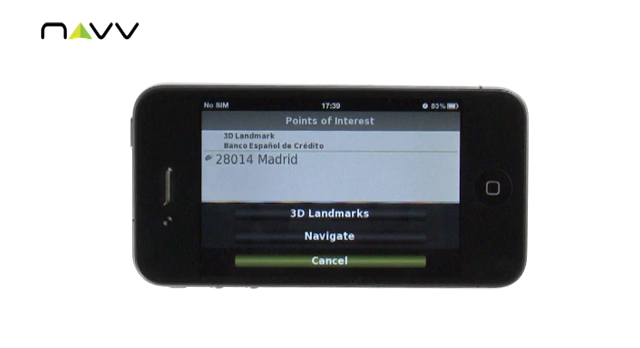 NAVV
No SIM 17:39 83%
Points of Interest
3D Landmark
Banco Español de Crédito
28014 Madrid
3D Landmarks
Navigate
Cancel